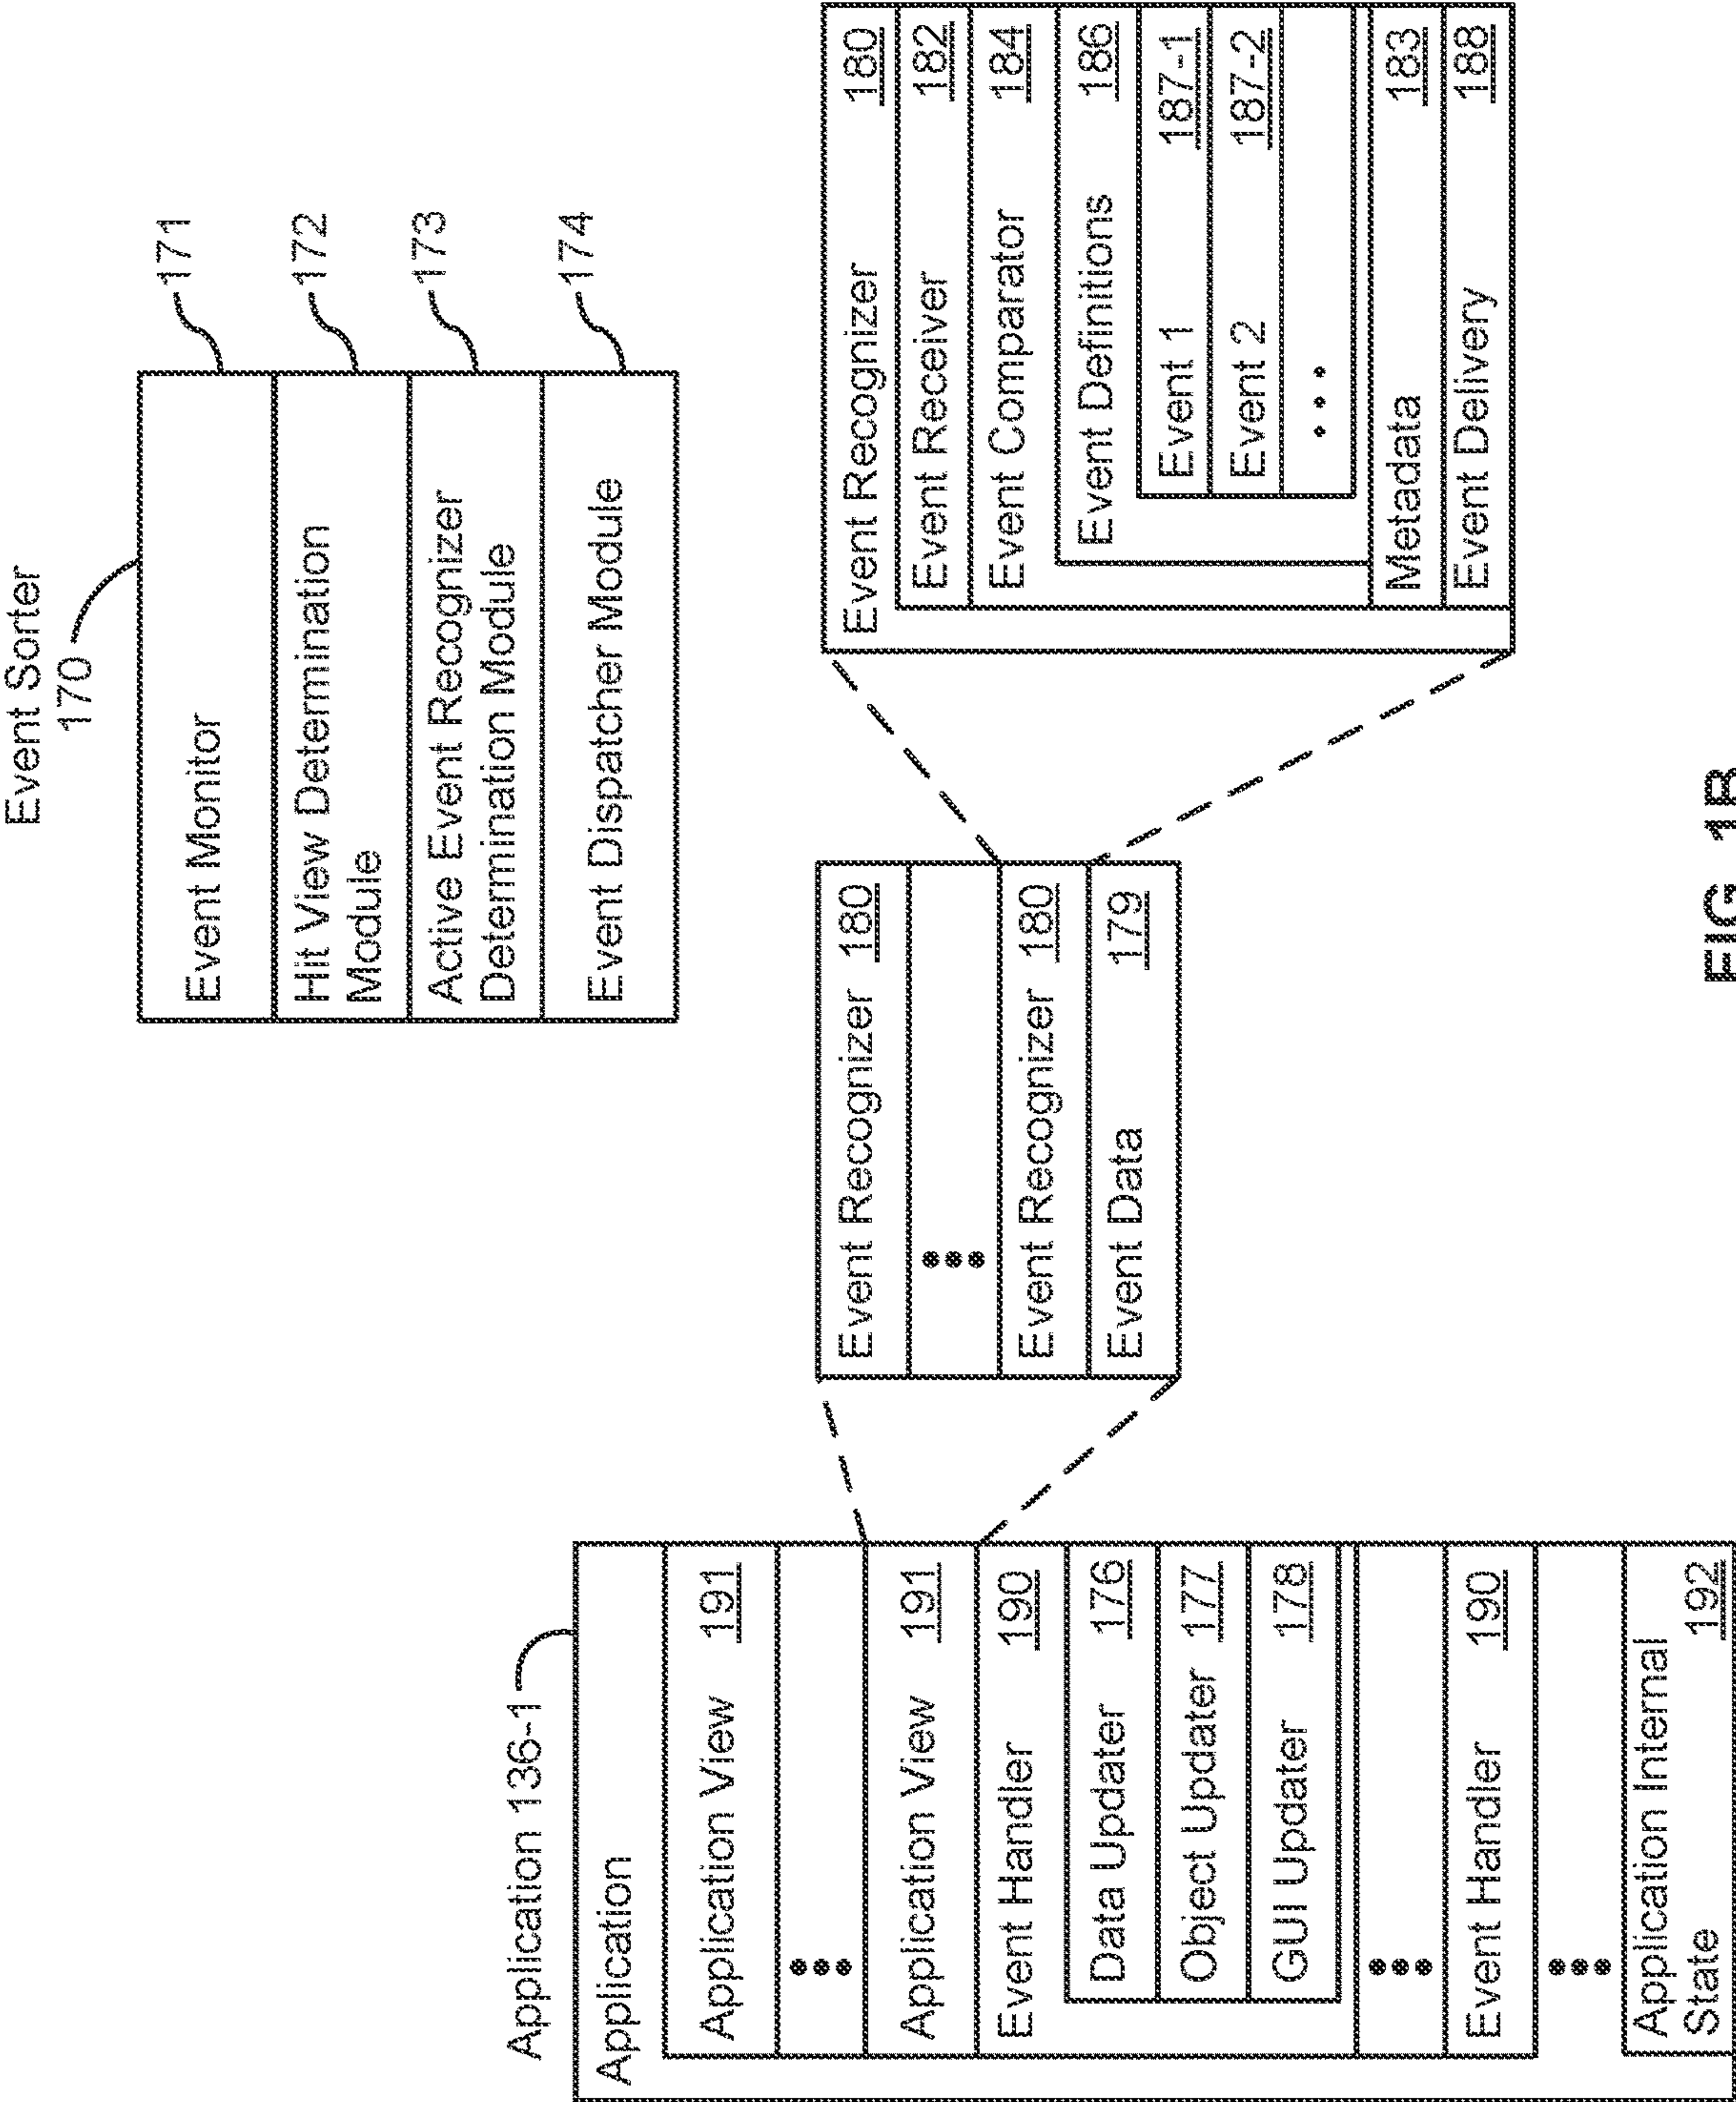 Event Sorter
170
Event Monitor
171
Hit View Determination
Module
172
Active Event Recognizer
Determination Module
173
Event Dispatcher Module
174
Application 136-1
Application
Application View 191
•••
Application View 191
Event Handler 190
Data Updater 176
Object Updater 177
GUI Updater 178
•••
Event Handler 190
•••
Application Internal
State 192
Event Recognizer 180
•••
Event Recognizer 180
Event Data 179
Event Recognizer 180
Event Receiver 182
Event Comparator 184
Event Definitions 186
Event 1 187-1
Event 2 187-2
• • •
Metadata 183
Event Delivery 188
FIG. 1B